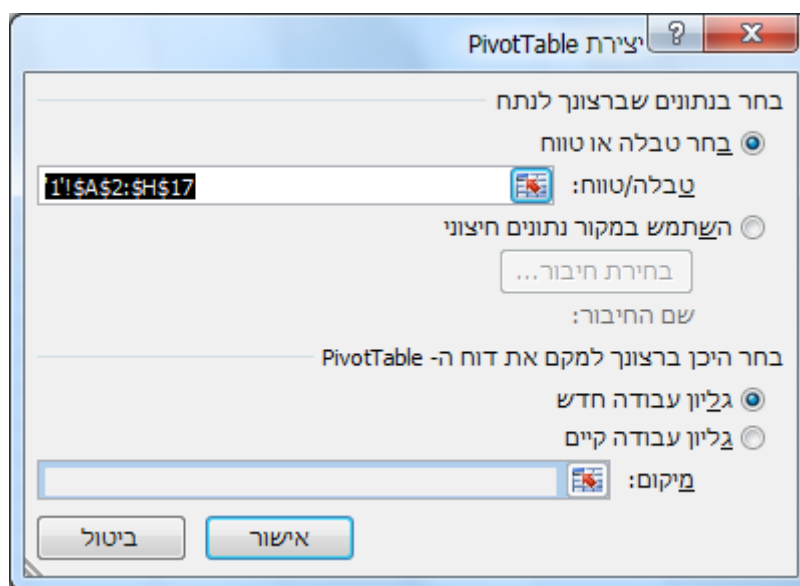 יצירת PivotTable
בחר בנתונים שברצונך לנתח
בחר טבלה או טווח
טבלה/טווח: '1'!$A$2:$H$17
השתמש במקור נתונים חיצוני
בחירת חיבור...
שם החיבור:
בחר היכן ברצונך למקם את דוח ה- PivotTable
גליון עבודה חדש
גליון עבודה קיים
מיקום:
אישור ביטול